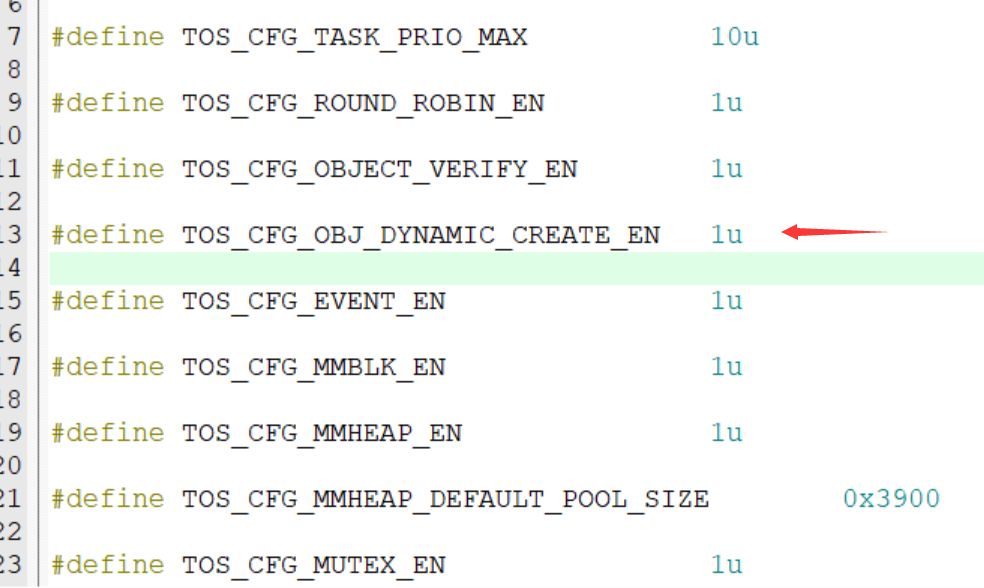 6
7 #define TOS_CFG_TASK_PRIO_MAX 10u
8
9 #define TOS_CFG_ROUND_ROBIN_EN 1u
10
11 #define TOS_CFG_OBJECT_VERIFY_EN 1u
12
13 #define TOS_CFG_OBJ_DYNAMIC_CREATE_EN 1u
14
15 #define TOS_CFG_EVENT_EN 1u
16
17 #define TOS_CFG_MMBLK_EN 1u
18
19 #define TOS_CFG_MMHEAP_EN 1u
20
21 #define TOS_CFG_MMHEAP_DEFAULT_POOL_SIZE 0x3900
22
23 #define TOS_CFG_MUTEX_EN 1u